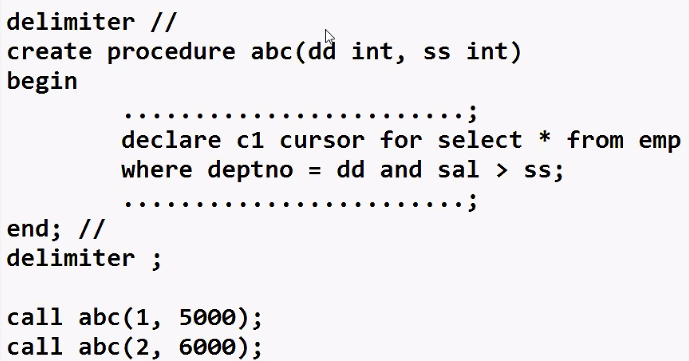 delimiter //
create procedure abc(dd int, ss int)
begin
........................;
declare c1 cursor for select * from emp
where deptno = dd and sal > ss;
........................;
end; //
delimiter ;
call abc(1, 5000);
call abc(2, 6000);